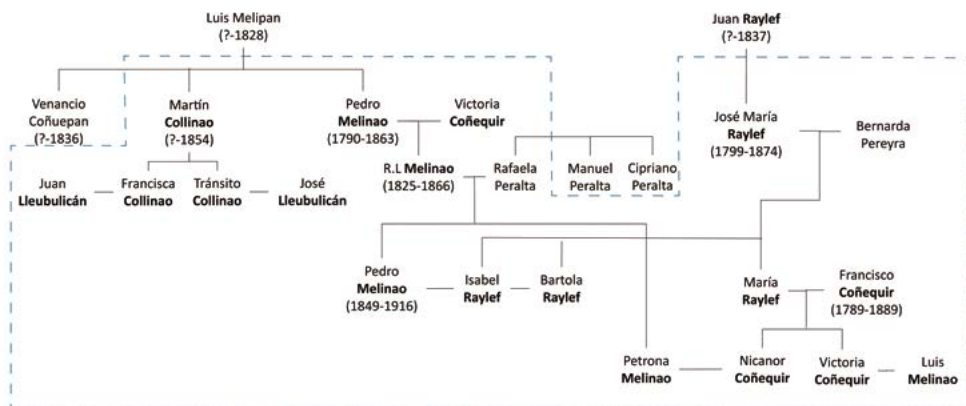 Luis Melipan
(?-1828)
Juan Raylef
(?-1837)
Venancio
Coñuepan
(?-1836)
Martín
Collinao
(?-1854)
Pedro
Melinao
(1790-1863)
Victoria
Coñequir
José María
Raylef
(1799-1874)
Bernarda
Pereyra
Juan
Lleubulicán
Francisca
Collinao
Tránsito
Collinao
José
Lleubulicán
R.L Melinao
(1825-1866)
Rafaela
Peralta
Manuel
Peralta
Cipriano
Peralta
Pedro
Melinao
(1849-1916)
Isabel
Raylef
Bartola
Raylef
María
Raylef
Francisco
Coñequir
(1789-1889)
Petrona
Melinao
Nicanor
Coñequir
Victoria
Coñequir
Luis
Melinao